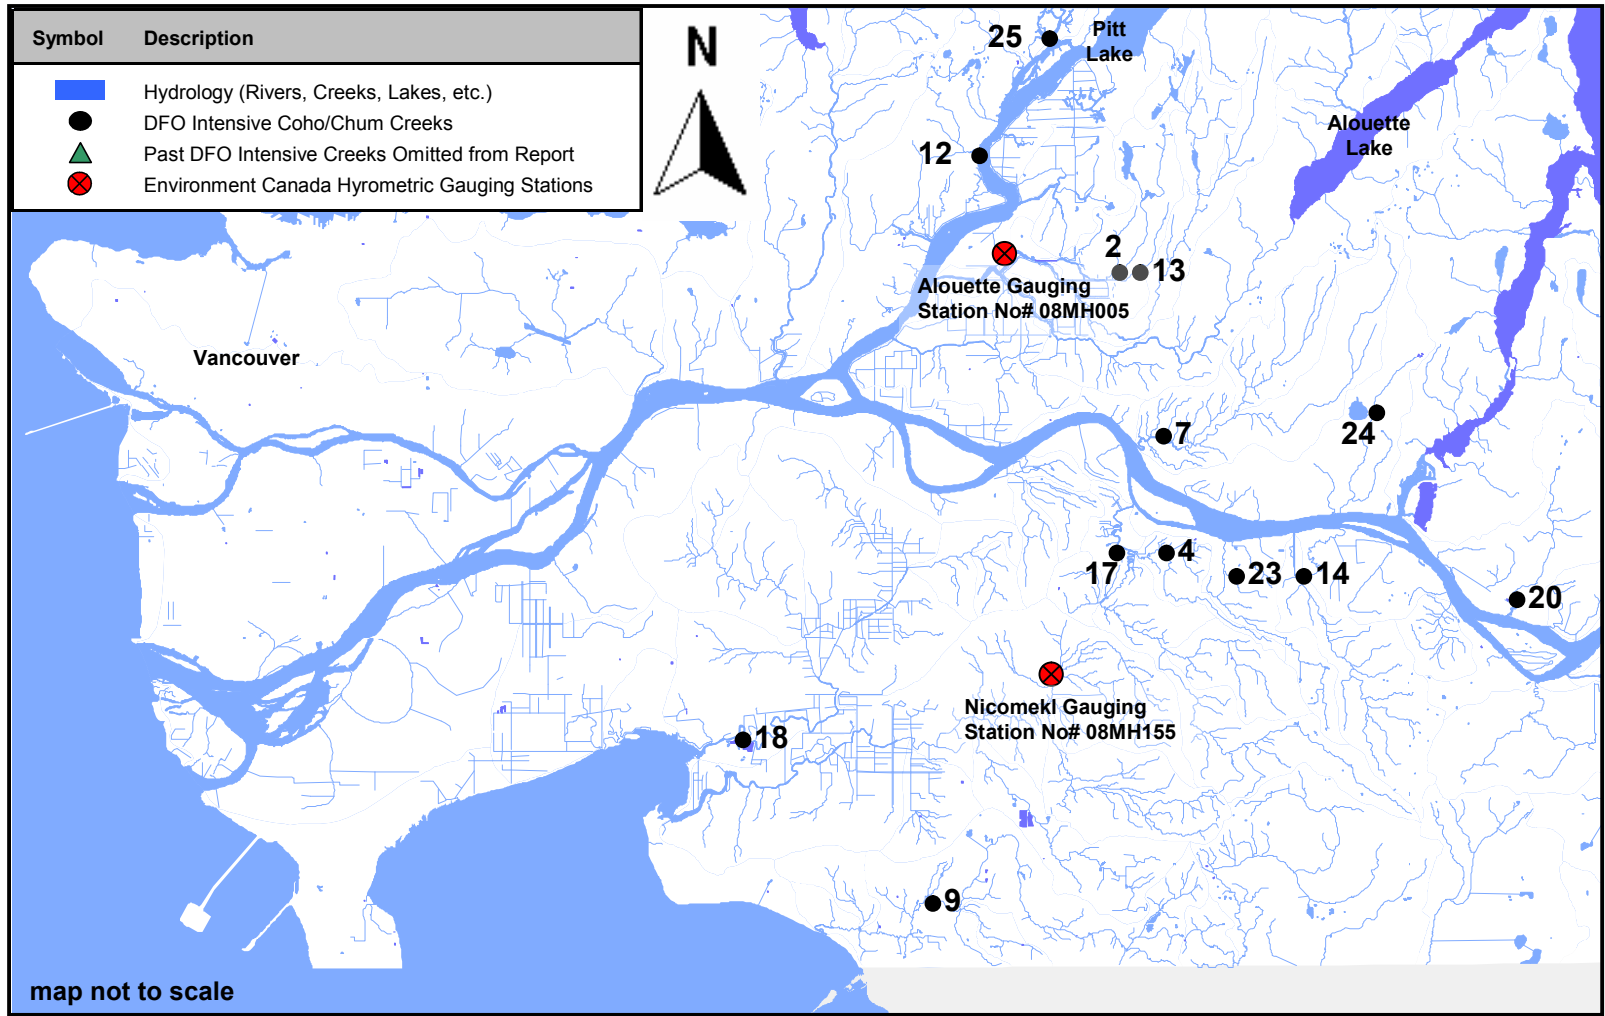 Symbol Description
Hydrology (Rivers, Creeks, Lakes, etc.)
DFO Intensive Coho/Chum Creeks
Past DFO Intensive Creeks Omitted from Report
Environment Canada Hyrometric Gauging Stations
N
25
Pitt
Lake
Alouette
Lake
12
2
13
Alouette Gauging
Station No# 08MH005
Vancouver
7
24
17
4
23
14
20
Nicomekl Gauging
Station No# 08MH155
18
9
map not to scale